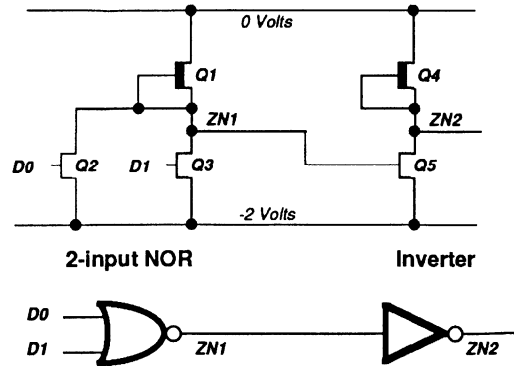 0 Volts
Q1
Q4
ZN1
ZN2
D0
Q2
D1
Q3
Q5
-2 Volts
2-input NOR
Inverter
D0
D1
ZN1
ZN2